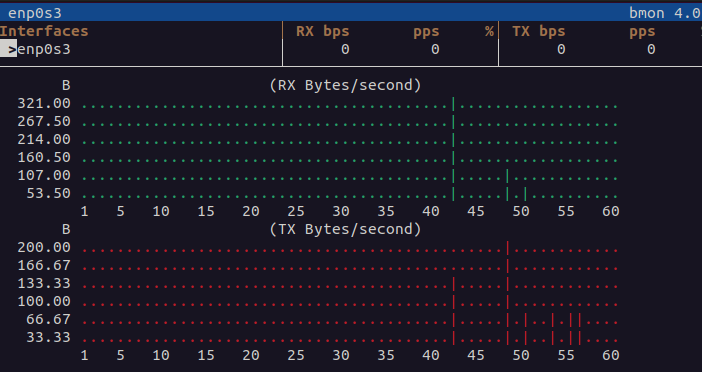 enp0s3 bmon 4.0
Interfaces | RX bps pps %| TX bps pps
>enp0s3 | 0 0 | 0 0
B (RX Bytes/second)
321.00 .........................................|..................
267.50 .........................................|..................
214.00 .........................................|..................
160.50 .........................................|..................
107.00 .........................................|.....|............
53.50 .........................................|.....|.|..........
1 5 10 15 20 25 30 35 40 45 50 55 60
B (TX Bytes/second)
200.00 ...............................................|............
166.67 ...............................................|............
133.33 .........................................|.....|............
100.00 .........................................|.....|............
66.67 .........................................|.....|.|..|.||....
33.33 .........................................|.....|.|..|.||....
1 5 10 15 20 25 30 35 40 45 50 55 60